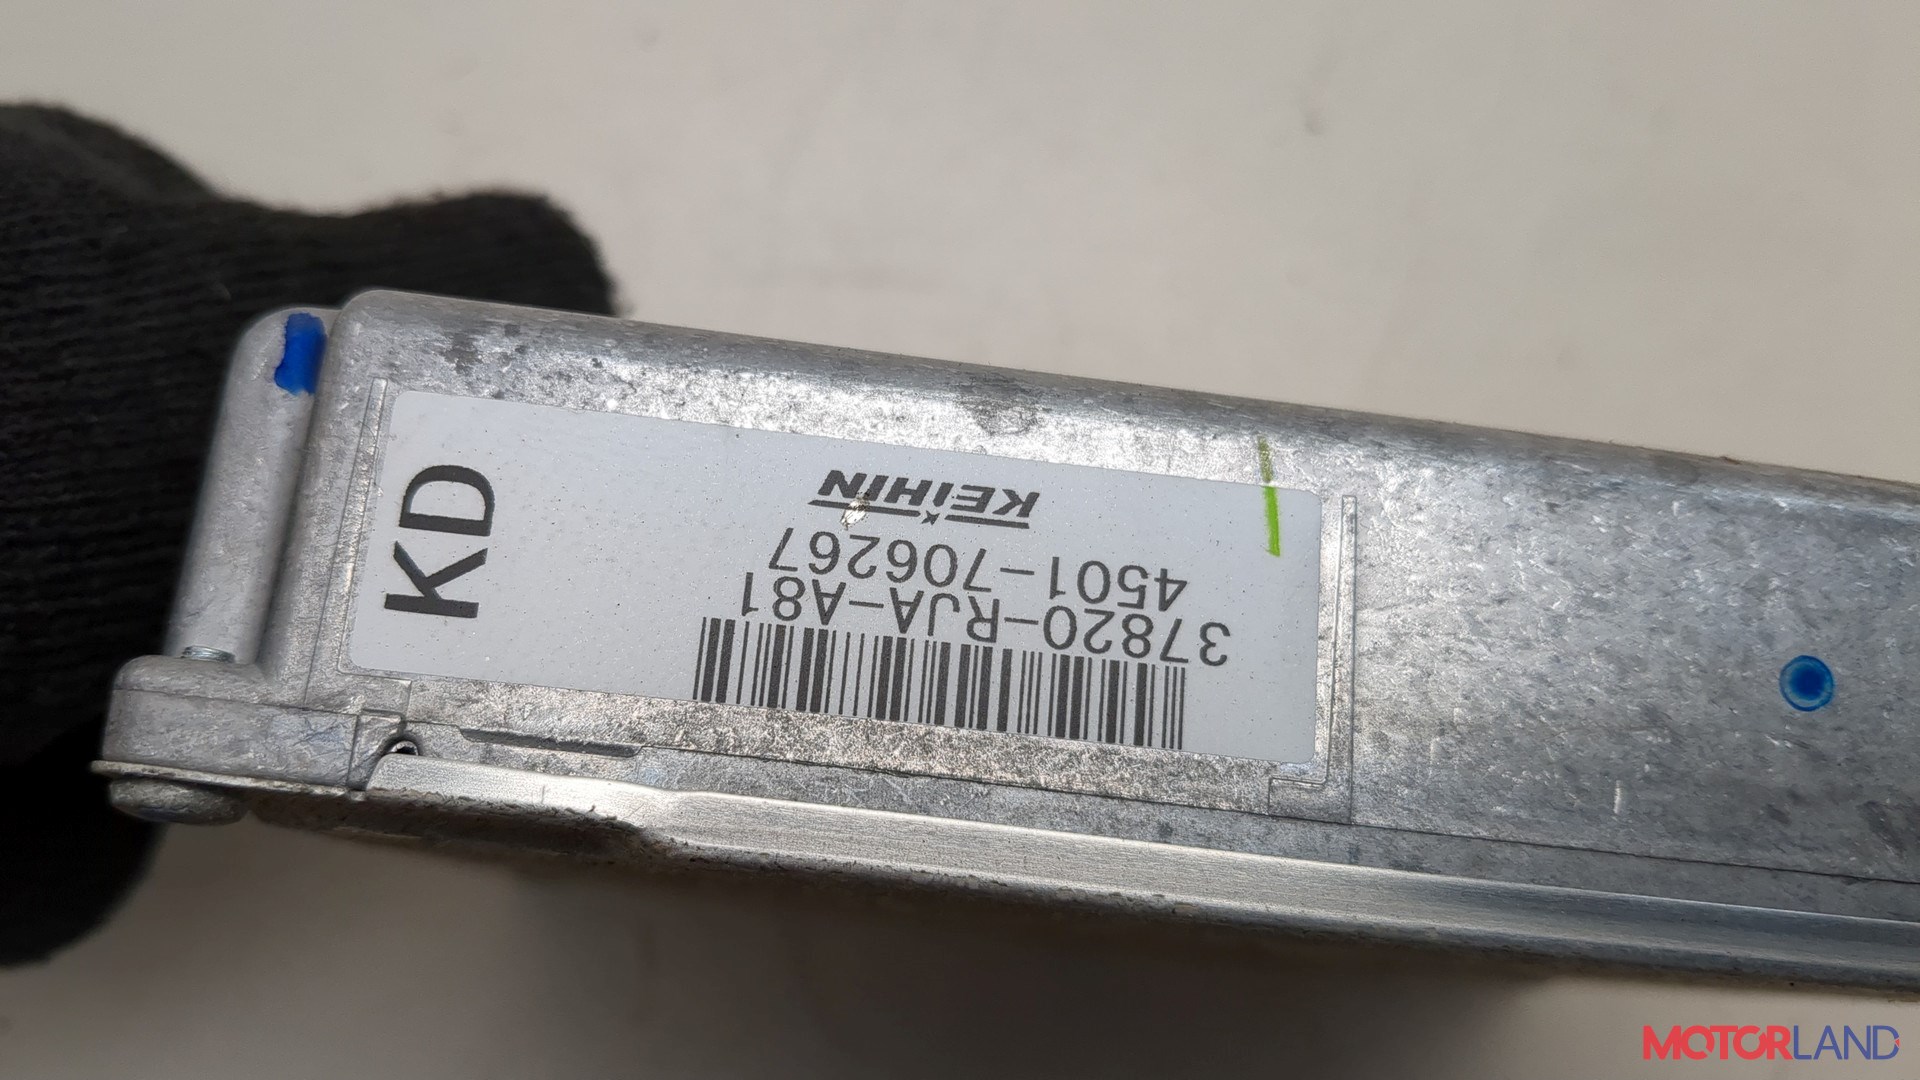 KEIHIN
4501-706267
37820-RJA-A81
KD
MOTORLAND